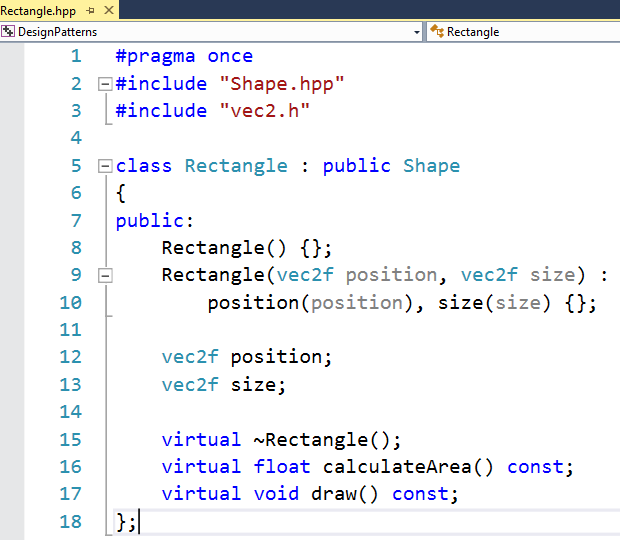 Rectangle.hpp
DesignPatterns Rectangle
1 #pragma once
2 #include "Shape.hpp"
3 #include "vec2.h"
4
5 class Rectangle : public Shape
6 {
7 public:
8     Rectangle() {};
9     Rectangle(vec2f position, vec2f size) :
10         position(position), size(size) {};
11
12     vec2f position;
13     vec2f size;
14
15     virtual ~Rectangle();
16     virtual float calculateArea() const;
17     virtual void draw() const;
18 };